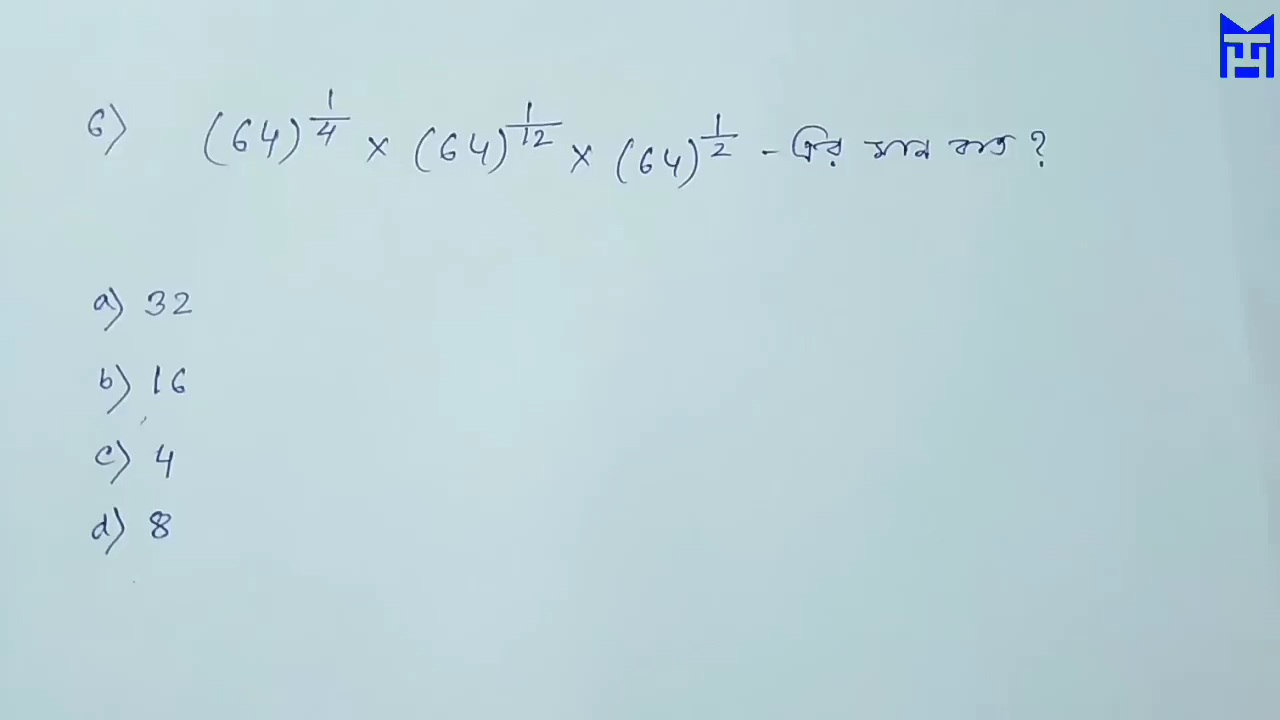 6) (64)^{1/4} × (64)^{1/12} × (64)^{1/2} - এর মান কত ?
a) 32
b) 16
c) 4
d) 8